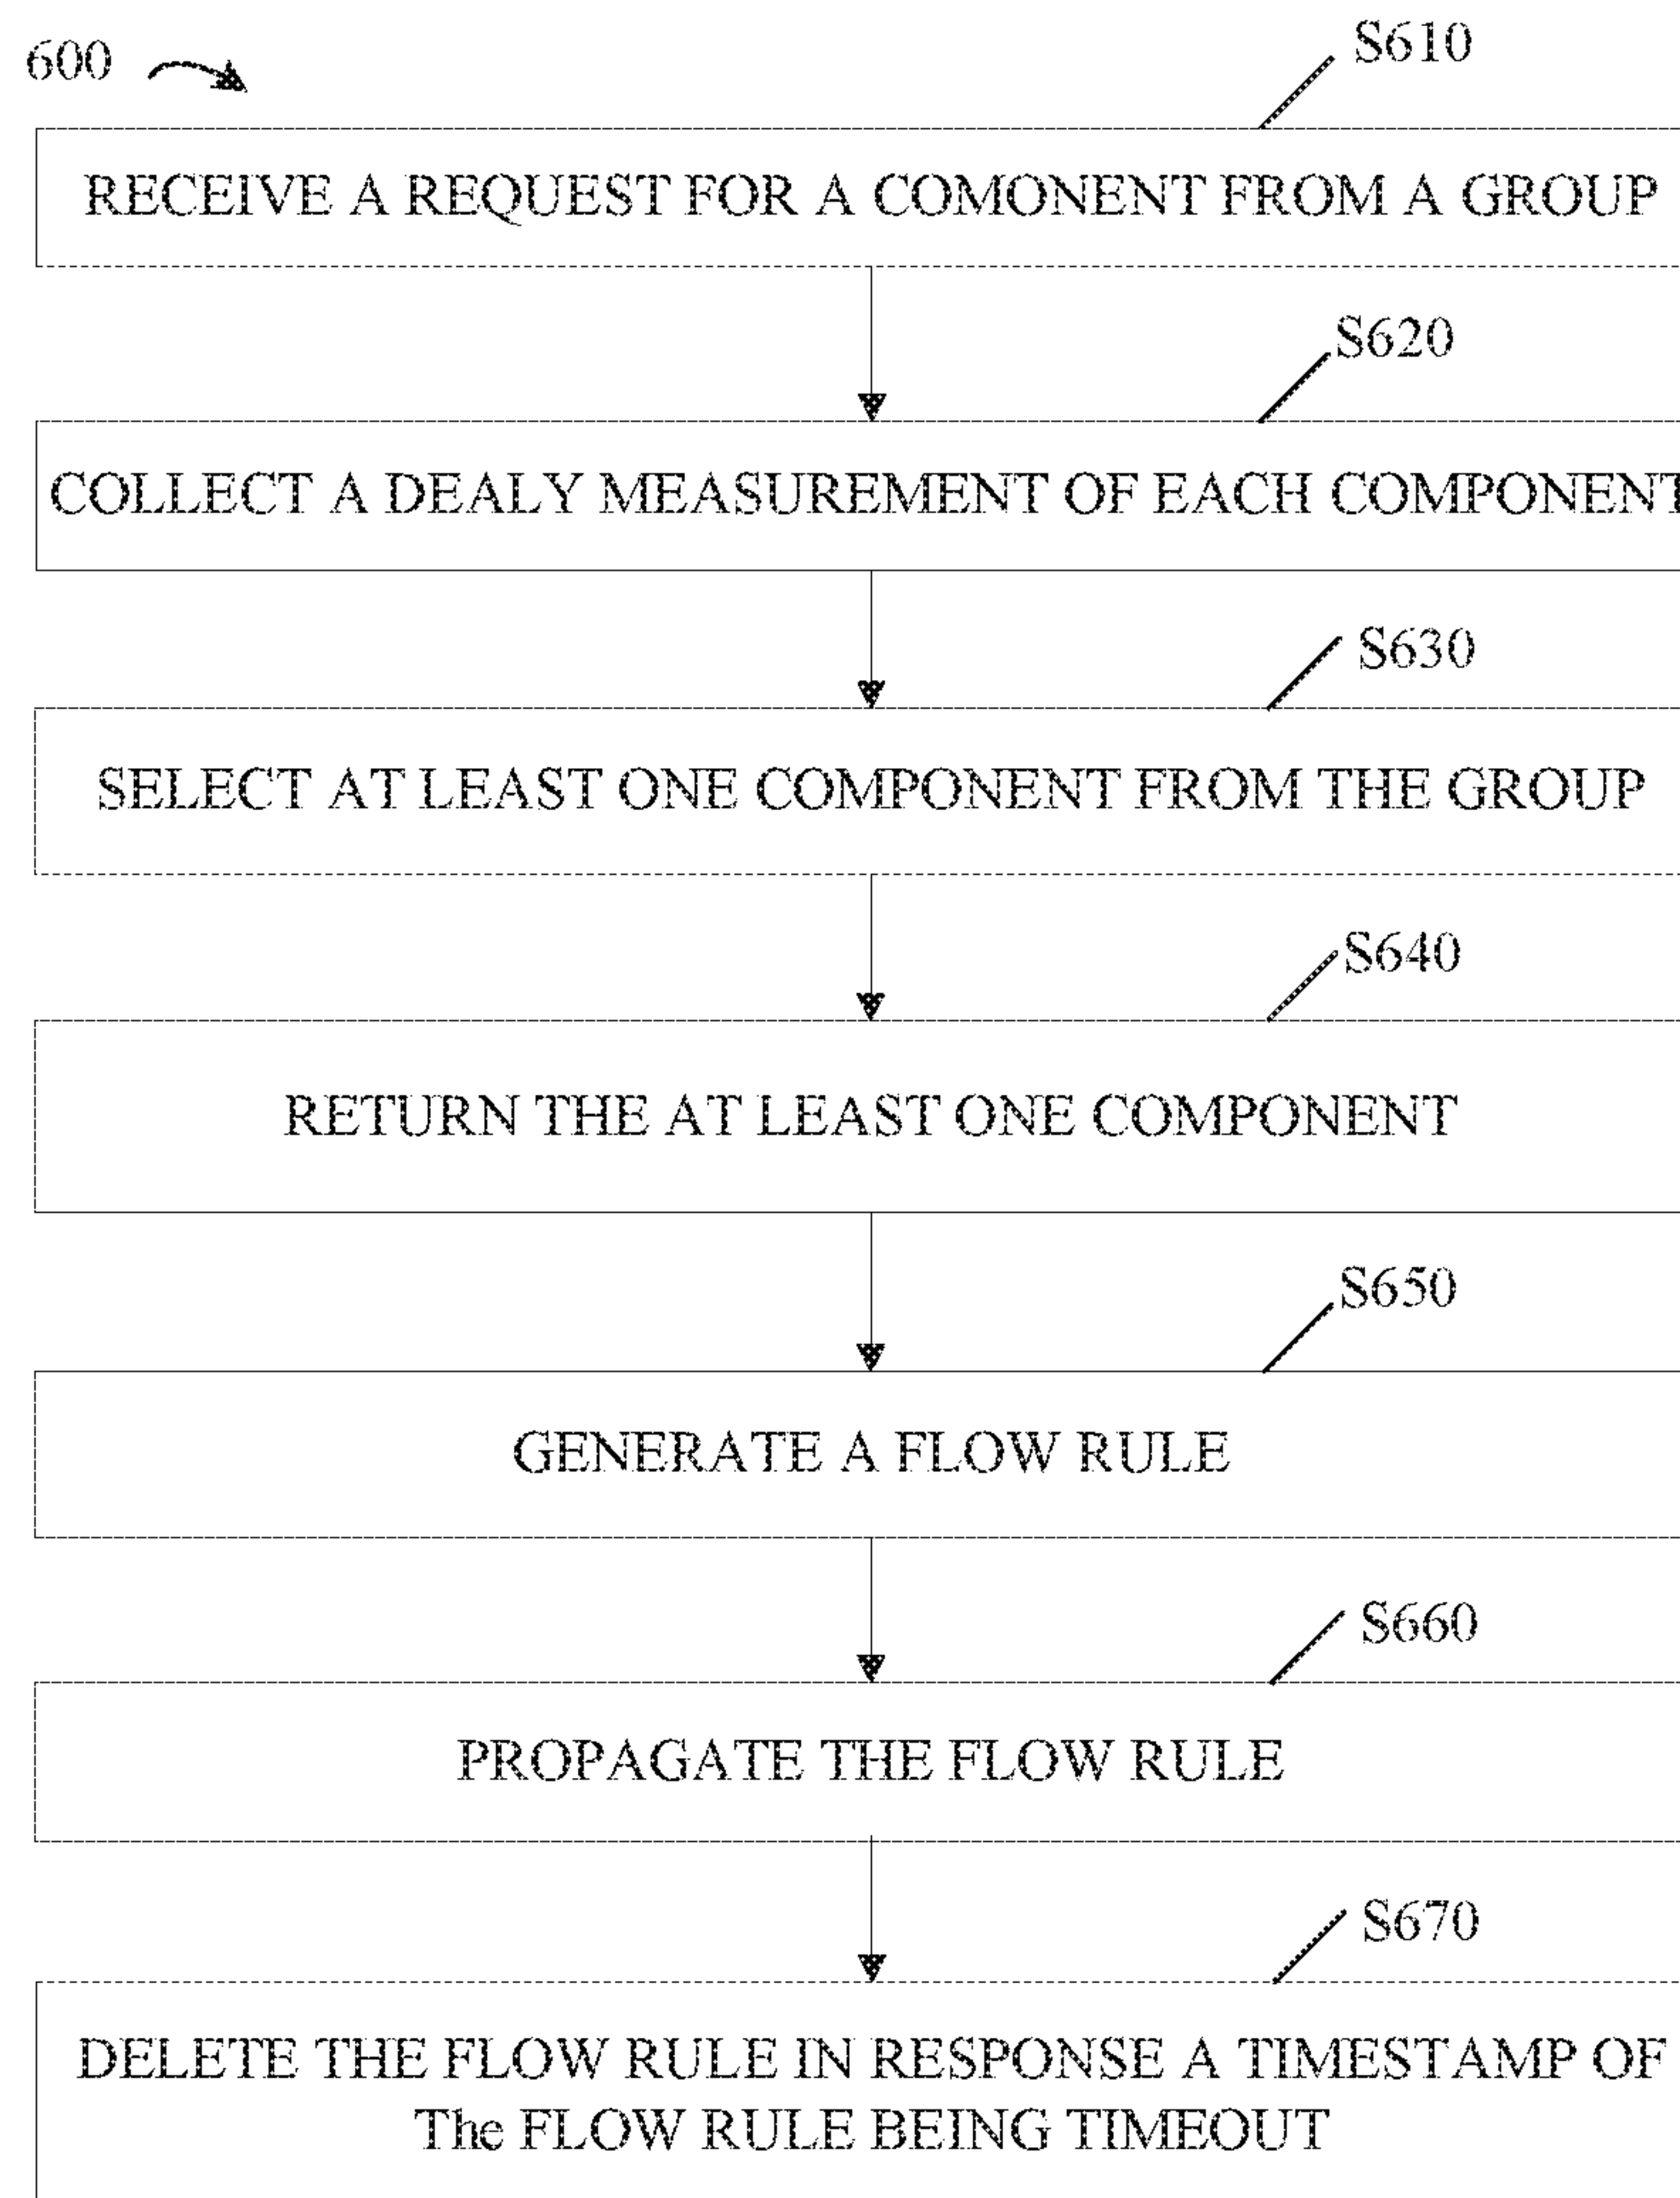 600
S610
RECEIVE A REQUEST FOR A COMONENT FROM A GROUP
S620
COLLECT A DEALY MEASUREMENT OF EACH COMPONENT
S630
SELECT AT LEAST ONE COMPONENT FROM THE GROUP
S640
RETURN THE AT LEAST ONE COMPONENT
S650
GENERATE A FLOW RULE
S660
PROPAGATE THE FLOW RULE
S670
DELETE THE FLOW RULE IN RESPONSE A TIMESTAMP OF
The FLOW RULE BEING TIMEOUT